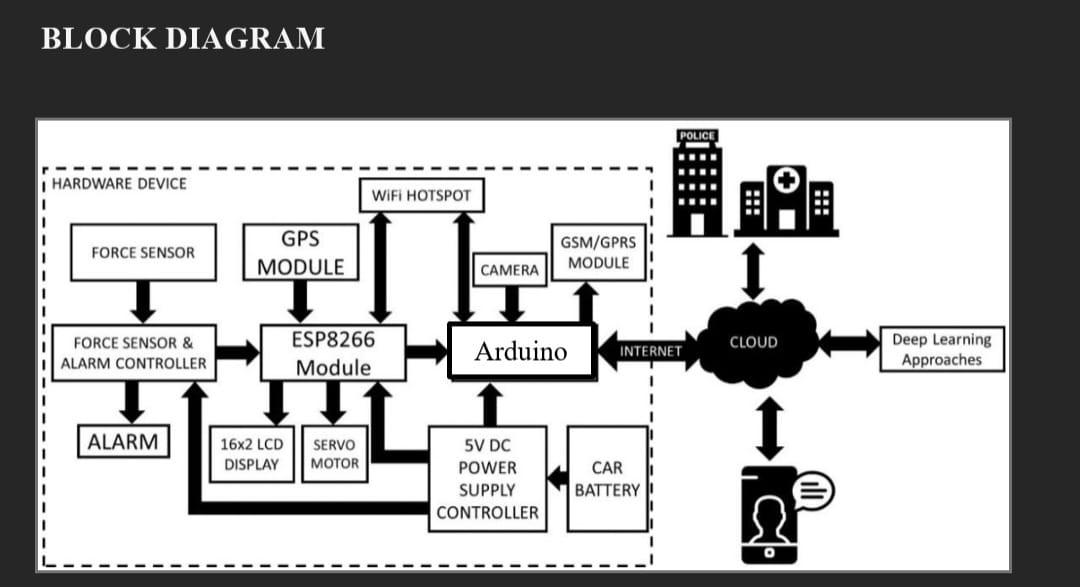 BLOCK DIAGRAM
POLICE
HARDWARE DEVICE
WiFi HOTSPOT
FORCE SENSOR
GPS
MODULE
CAMERA
GSM/GPRS
MODULE
FORCE SENSOR &
ALARM CONTROLLER
ESP8266
Module
Arduino
INTERNET
CLOUD
Deep Learning
Approaches
ALARM
16x2 LCD
DISPLAY
SERVO
MOTOR
5V DC
POWER
SUPPLY
CONTROLLER
CAR
BATTERY